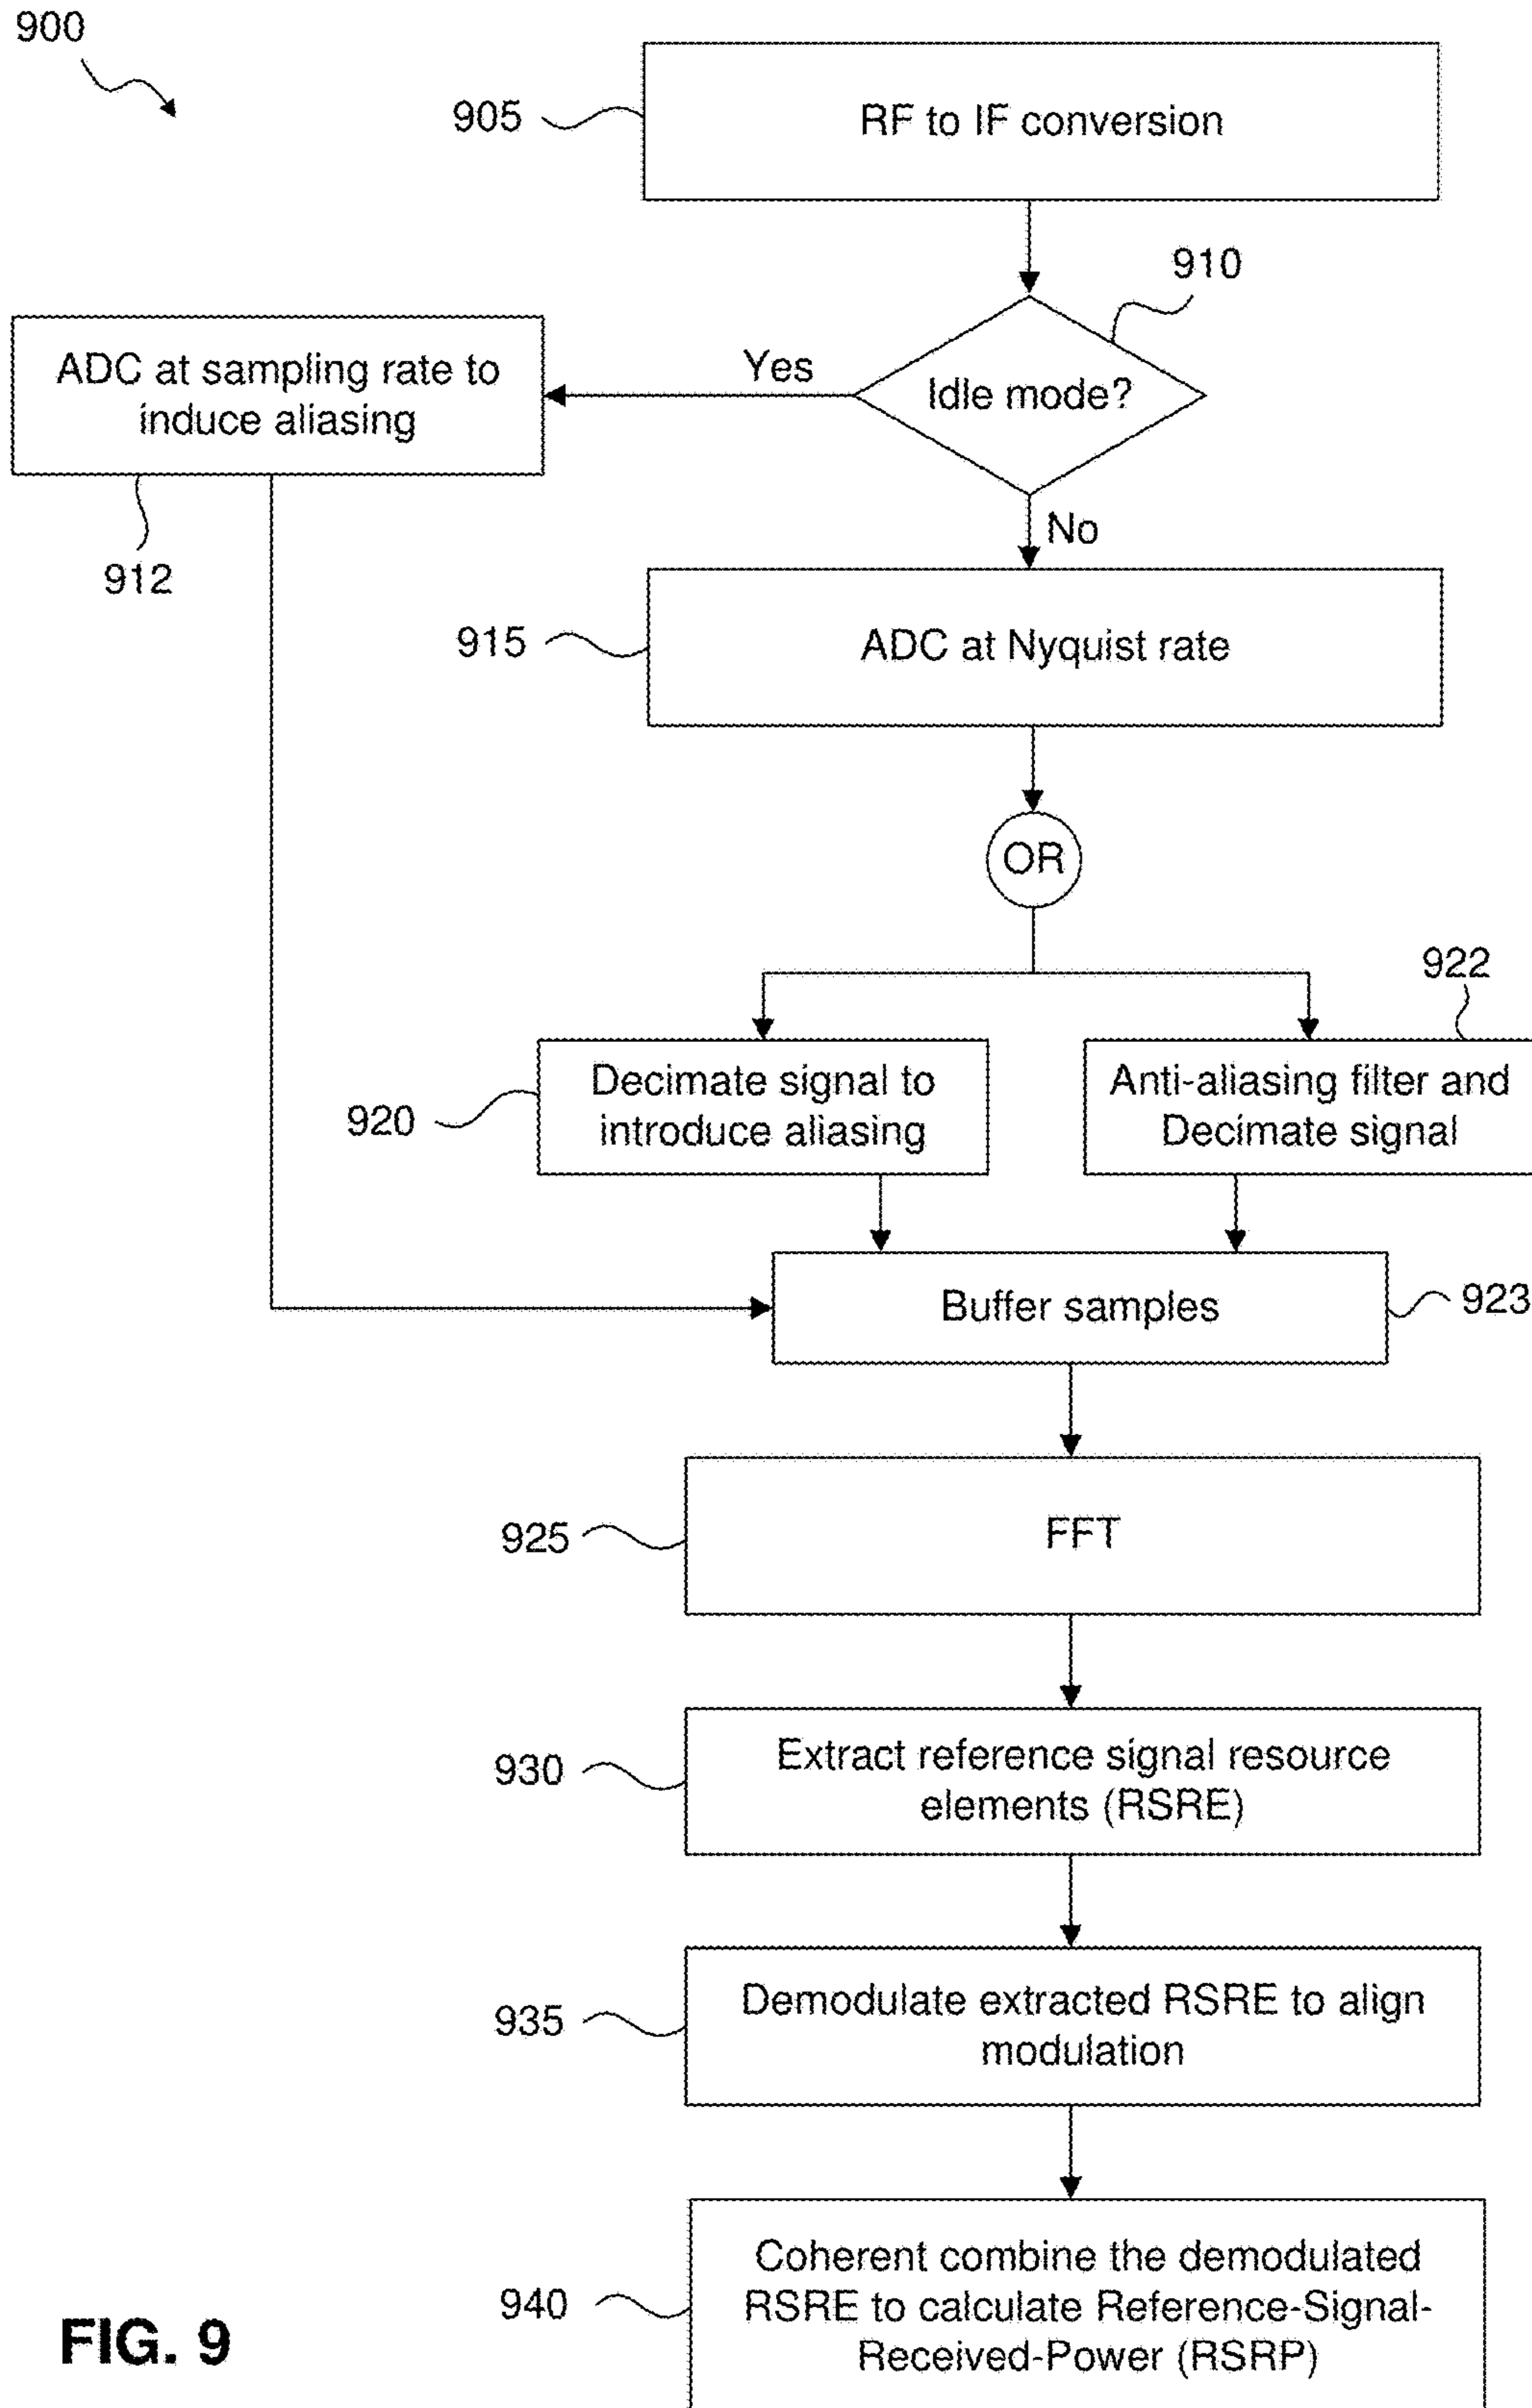 900
905
RF to IF conversion
910
Idle mode?
Yes
ADC at sampling rate to
induce aliasing
912
No
915
ADC at Nyquist rate
OR
922
920
Decimate signal to
introduce aliasing
Anti-aliasing filter and
Decimate signal
Buffer samples
923
925
FFT
930
Extract reference signal resource
elements (RSRE)
935
Demodulate extracted RSRE to align
modulation
940
Coherent combine the demodulated
RSRE to calculate Reference-Signal-
Received-Power (RSRP)
FIG. 9